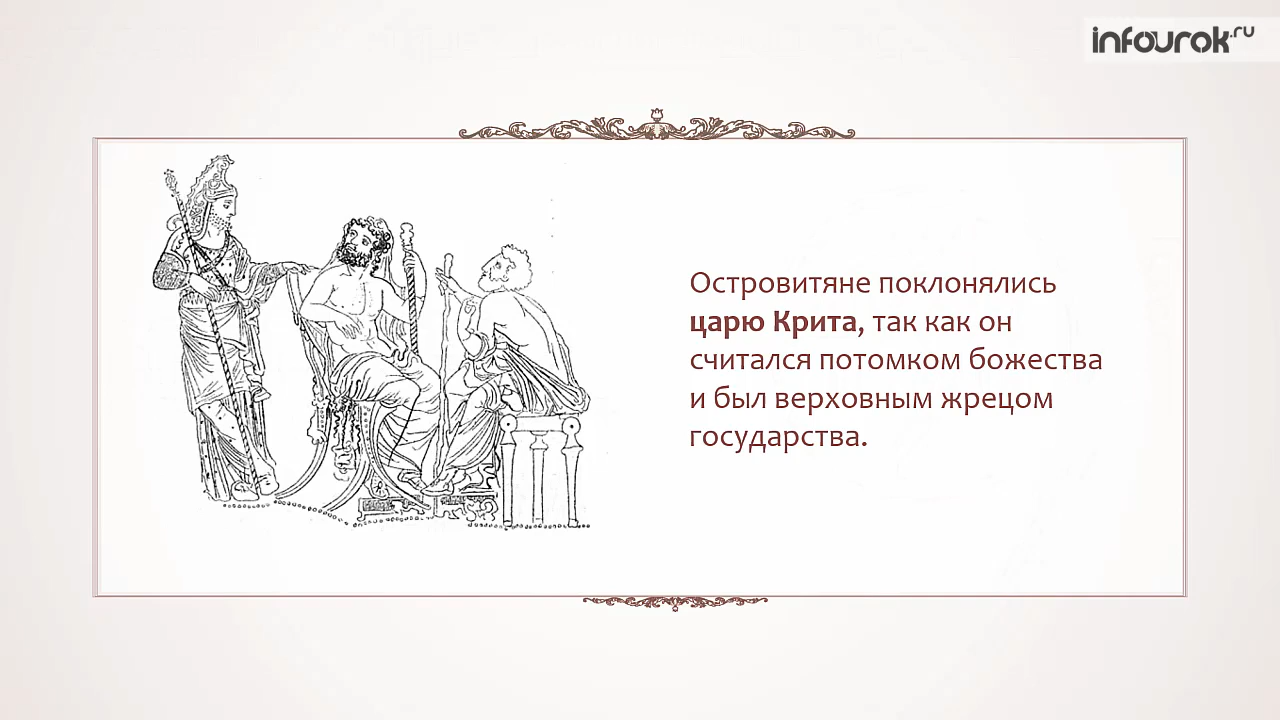 infourok.ru
Островитяне поклонялись
царю Крита, так как он
считался потомком божества
и был верховным жрецом
государства.